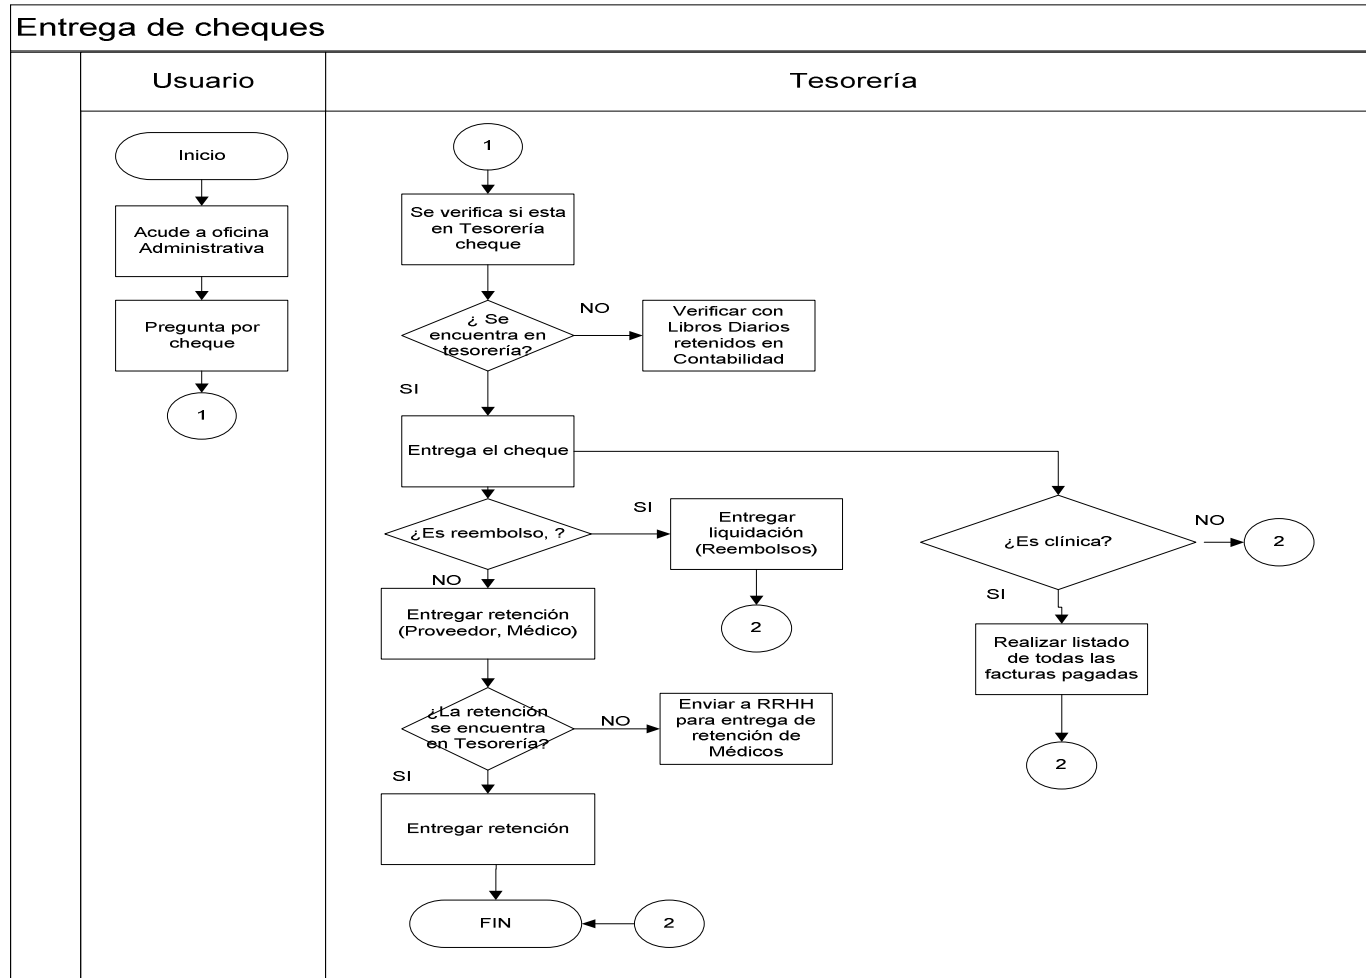 Entrega de cheques
Usuario
Tesorería
Inicio
Acude a oficina
Administrativa
Pregunta por
cheque
1
1
Se verifica si esta
en Tesorería
cheque
¿ Se
encuentra en
tesorería?
NO
Verificar con
Libros Diarios
retenidos en
Contabilidad
SI
Entrega el cheque
¿Es reembolso, ?
SI
Entregar
liquidación
(Reembolsos)
2
¿Es clínica?
NO
2
SI
Realizar listado
de todas las
facturas pagadas
2
NO
Entregar retención
(Proveedor, Médico)
¿La retención
se encuentra
en Tesorería?
NO
Enviar a RRHH
para entrega de
retención de
Médicos
SI
Entregar retención
FIN
2